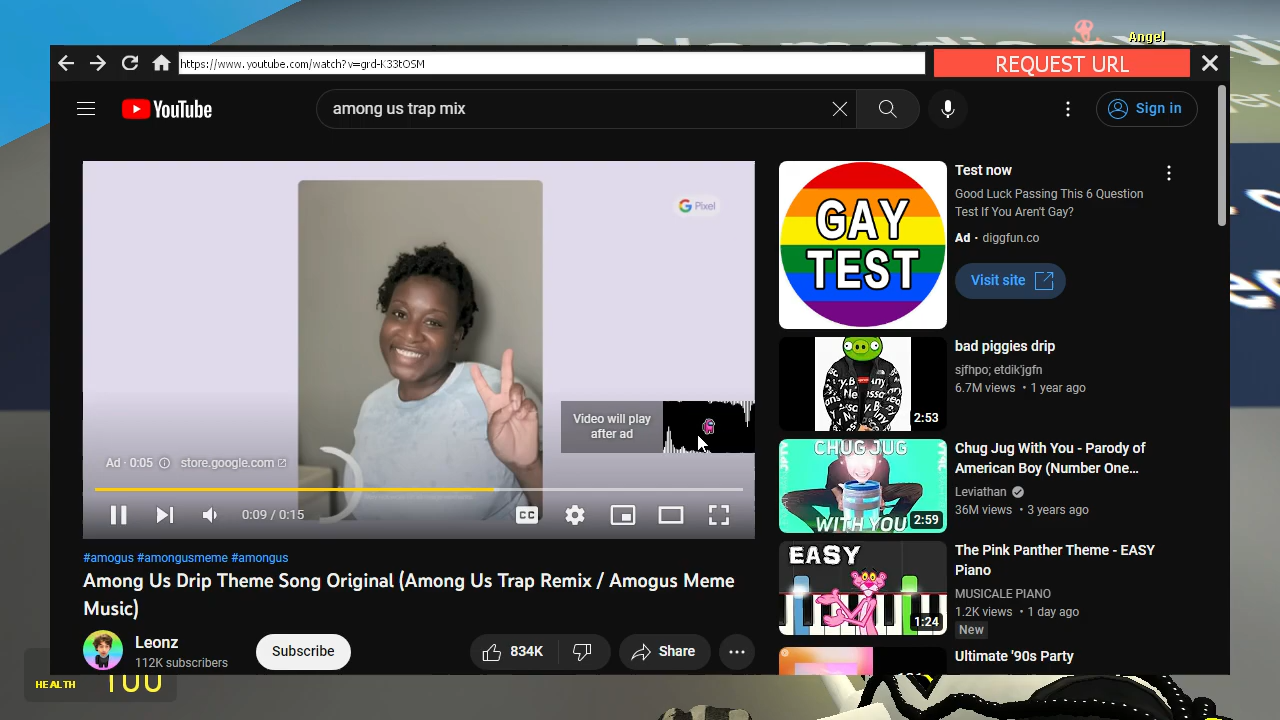 Angel
https://www.youtube.com/watch?v=grd-K33tOSM
REQUEST URL
YouTube
among us trap mix
Sign in
G Pixel
Video will play
after ad
Ad · 0:05
store.google.com
0:09 / 0:15
CC
#amogus #amongusmeme #amongus
Among Us Drip Theme Song Original (Among Us Trap Remix / Amogus Meme
Music)
Leonz
112K subscribers
Subscribe
834K
Share
GAY
TEST
Test now
Good Luck Passing This 6 Question
Test If You Aren't Gay?
Ad · diggfun.co
Visit site
2:53
bad piggies drip
sjfhpo; etdik'jgfn
6.7M views · 1 year ago
CHUG JUG
WITH YOU
2:59
Chug Jug With You - Parody of
American Boy (Number One...
Leviathan
36M views · 3 years ago
EASY
1:24
The Pink Panther Theme - EASY
Piano
MUSICALE PIANO
1.2K views · 1 day ago
New
Ultimate '90s Party
HEALTH
100